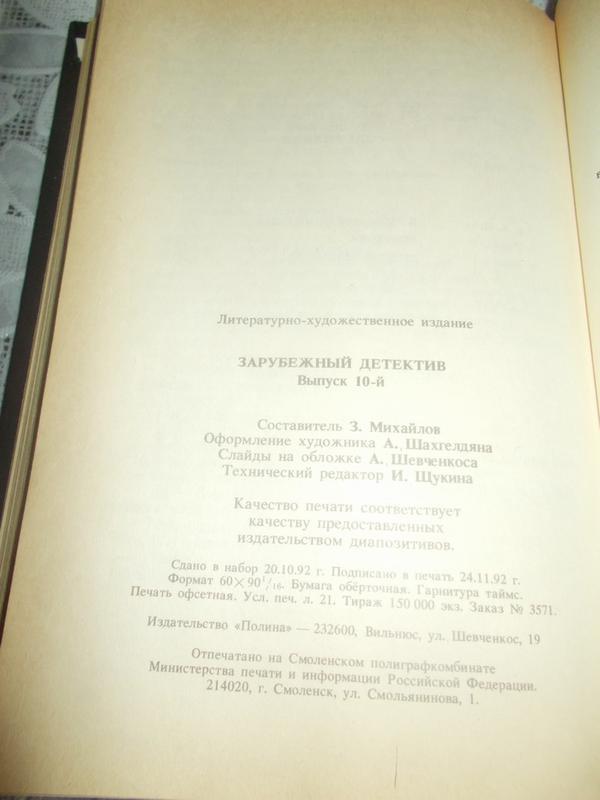 Литературно-художественное издание
ЗАРУБЕЖНЫЙ ДЕТЕКТИВ
Выпуск 10-й
Составитель З. Михайлов
Оформление художника А. Шахгелдяна
Слайды на обложке А. Шевченкоса
Технический редактор И. Щукина
Качество печати соответствует
качеству предоставленных
издательством диапозитивов.
Сдано в набор 20.10.92 г. Подписано в печать 24.11.92 г.
Формат 60×90¹/₁₆. Бумага обёрточная. Гарнитура таймс.
Печать офсетная. Усл. печ. л. 21. Тираж 150 000 экз. Заказ № 3571.
Издательство «Полина» — 232600, Вильнюс, ул. Шевченкос, 19
Отпечатано на Смоленском полиграфкомбинате
Министерства печати и информации Российской Федерации.
214020, г. Смоленск, ул. Смольянинова, 1.